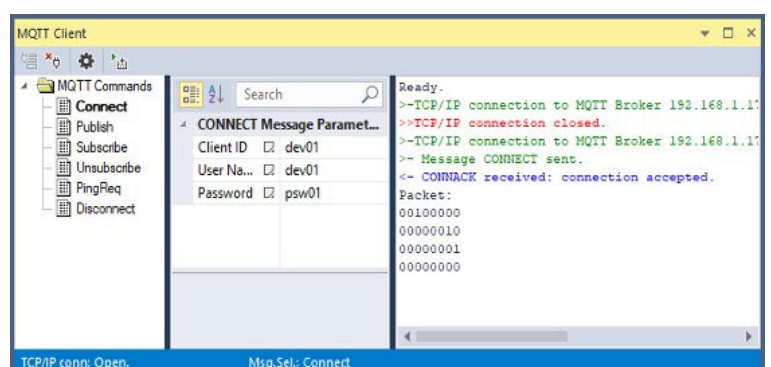 MQTT Client
MQTT Commands
Connect
Publish
Subscribe
Unsubscribe
PingReq
Disconnect
Search
CONNECT Message Paramet...
Client ID dev01
User Na... dev01
Password psw01
Ready.
>-TCP/IP connection to MQTT Broker 192.168.1.17
>>TCP/IP connection closed.
>-TCP/IP connection to MQTT Broker 192.168.1.17
>- Message CONNECT sent.
<- CONNACK received: connection accepted.
Packet:
00100000
00000010
00000001
00000000
TCP/IP conn: Open. Msg.Sel.: Connect